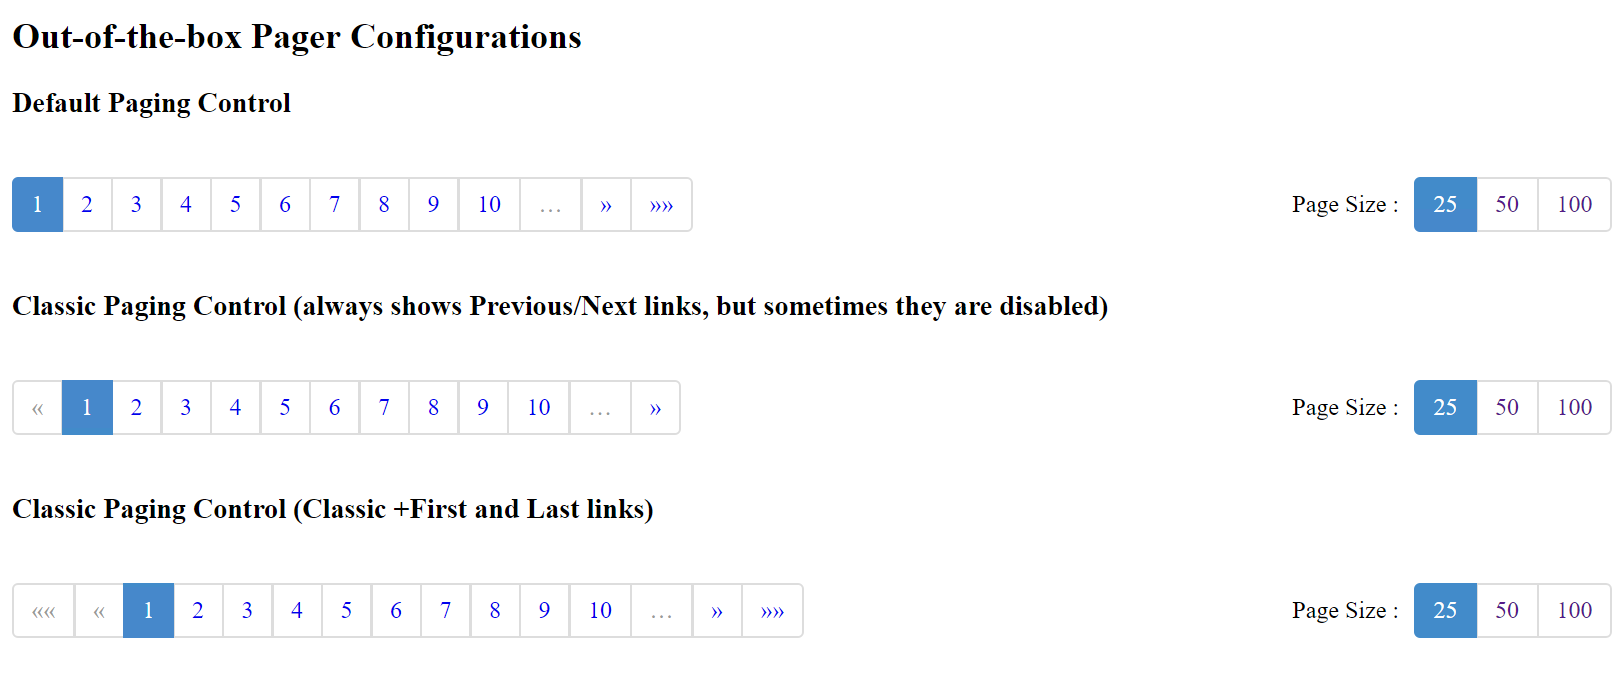 Out-of-the-box Pager Configurations
Default Paging Control
1 2 3 4 5 6 7 8 9 10 … » »» Page Size : 25 50 100
Classic Paging Control (always shows Previous/Next links, but sometimes they are disabled)
« 1 2 3 4 5 6 7 8 9 10 … » Page Size : 25 50 100
Classic Paging Control (Classic +First and Last links)
«« « 1 2 3 4 5 6 7 8 9 10 … » »» Page Size : 25 50 100